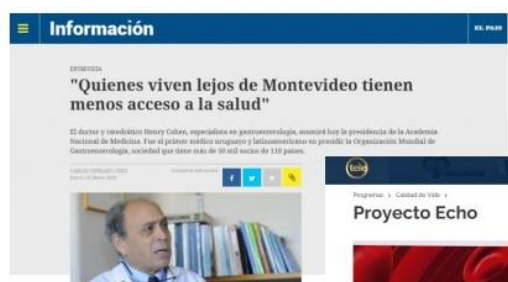 Información
EL PAIS
ENTREVISTA
"Quienes viven lejos de Montevideo tienen
menos acceso a la salud"
El doctor y catedrático Henry Cohen, especialista en gastroenterología, asumirá hoy la presidencia de la Academia
Nacional de Medicina. Fue el primer médico uruguayo y latinoamericano en presidir la Organización Mundial de
Gastroenterología, sociedad que tiene más de 50 mil socios de 110 países.
tele
Programas > Calidad de Vida >
Proyecto Echo